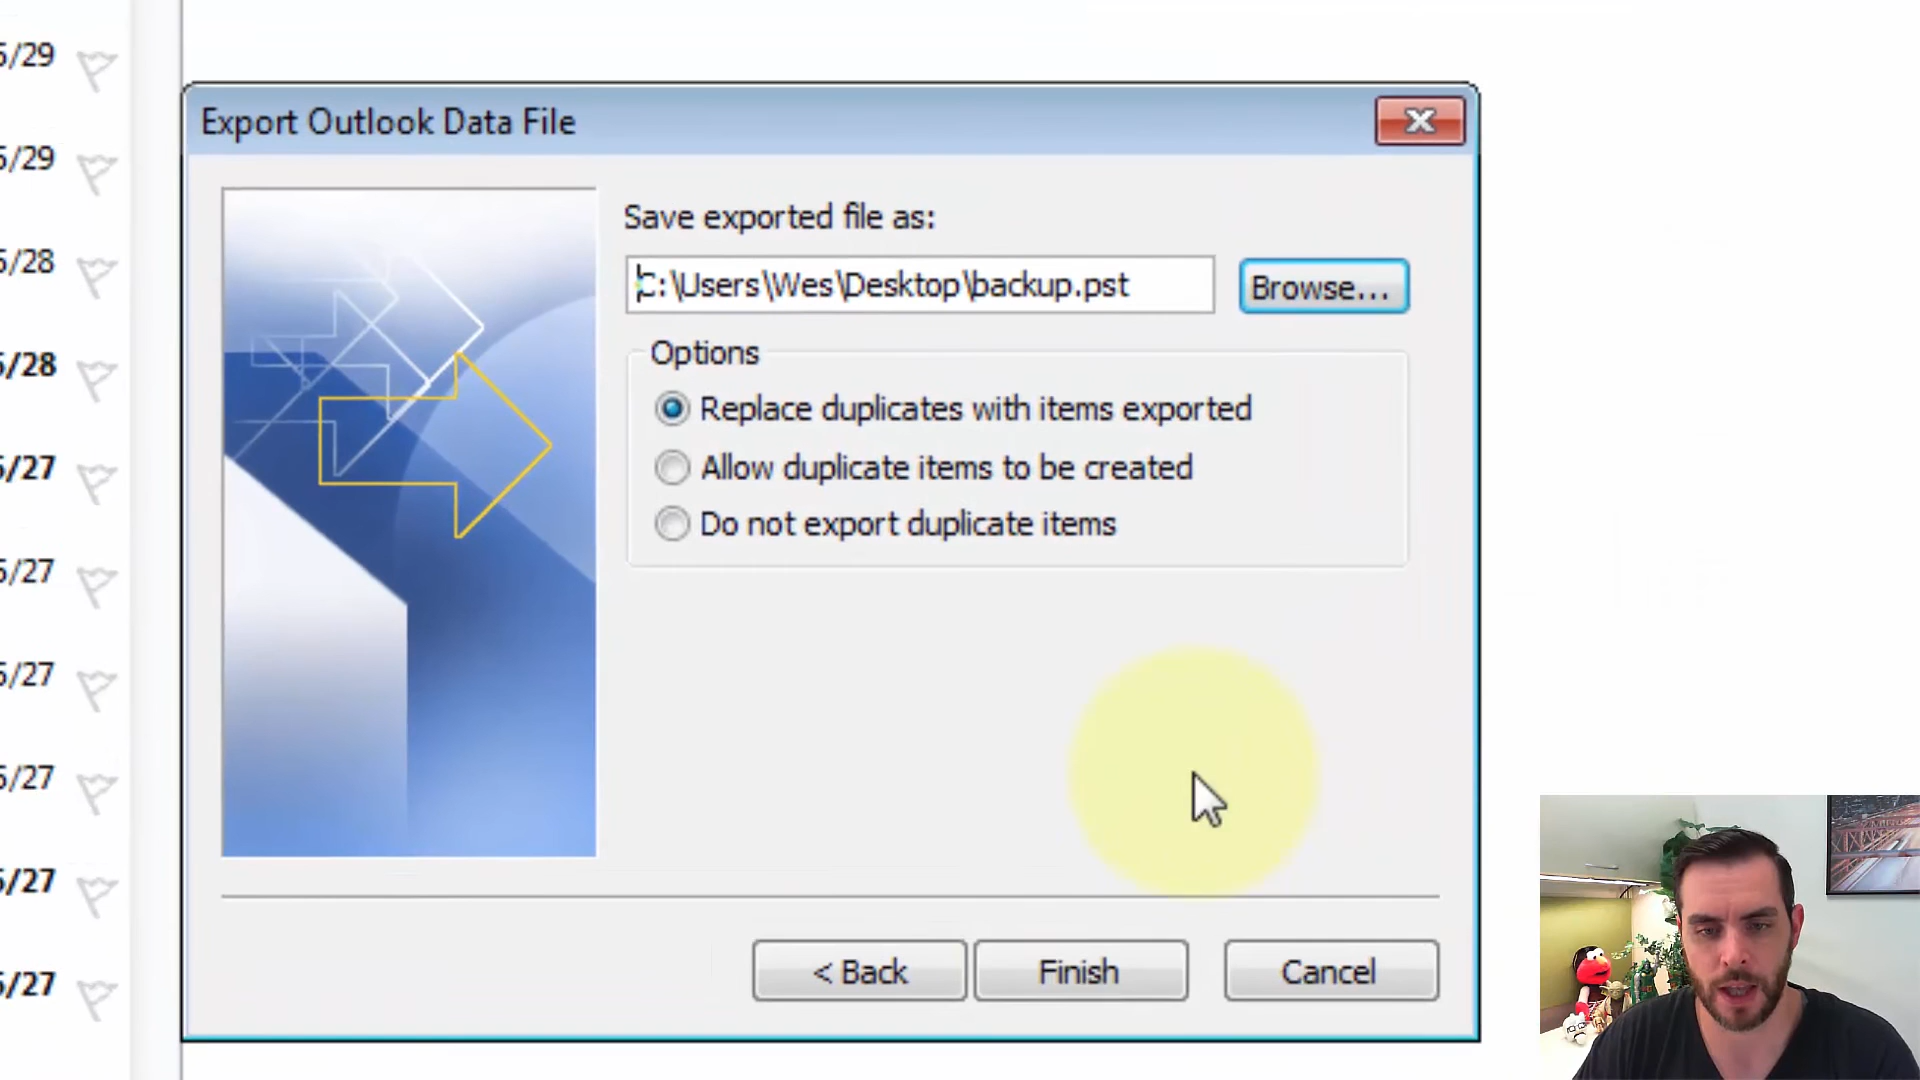 5/29
5/29
5/28
5/28
5/27
5/27
5/27
5/27
5/27
5/27
Export Outlook Data File
Save exported file as:
C:\Users\Wes\Desktop\backup.pst
Browse...
Options
Replace duplicates with items exported
Allow duplicate items to be created
Do not export duplicate items
< Back
Finish
Cancel